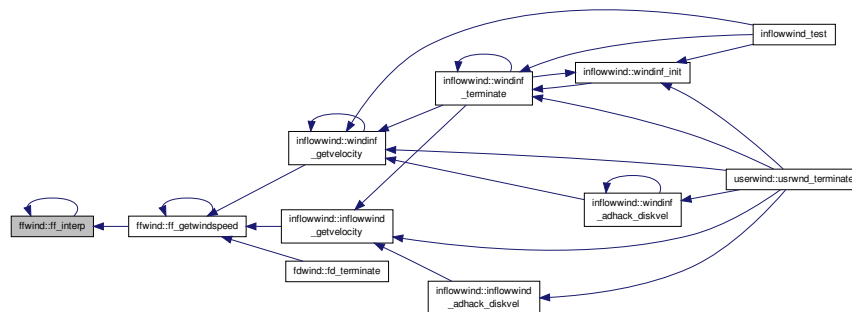 ffwind::ff_interp
ffwind::ff_getwindspeed
inflowwind::windinf
_getvelocity
inflowwind::inflowwind
_getvelocity
fdwind::fd_terminate
inflowwind::windinf
_terminate
inflowwind::inflowwind
_adhack_diskvel
inflowwind::windinf_init
inflowwind::windinf
_adhack_diskvel
inflowwind_test
userwind::usrwnd_terminate